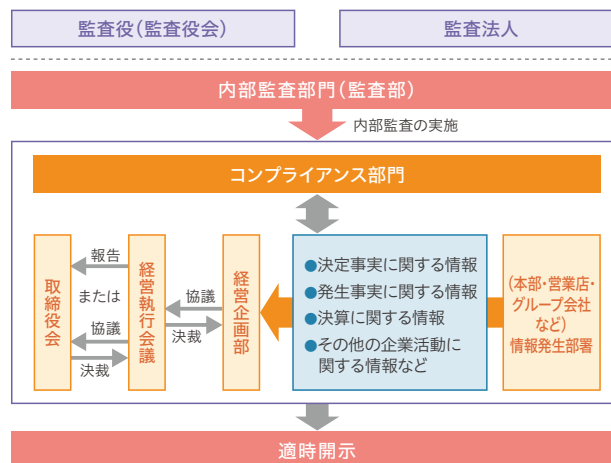 監査役(監査役会)
監査法人
内部監査部門(監査部)
内部監査の実施
コンプライアンス部門
取締役会
報告
または
協議
決裁
経営執行会議
協議
決裁
経営企画部
●決定事実に関する情報
●発生事実に関する情報
●決算に関する情報
●その他の企業活動に
関する情報など
(本部・営業店・
グループ会社
など)
情報発生部署
適時開示